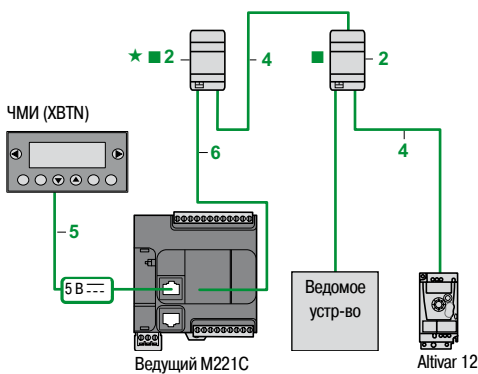 ★ ■ 2
4
■
2
ЧМИ (XBTN)
6
4
5
5 В
Ведомое
устр-во
Ведущий M221C
Altivar 12